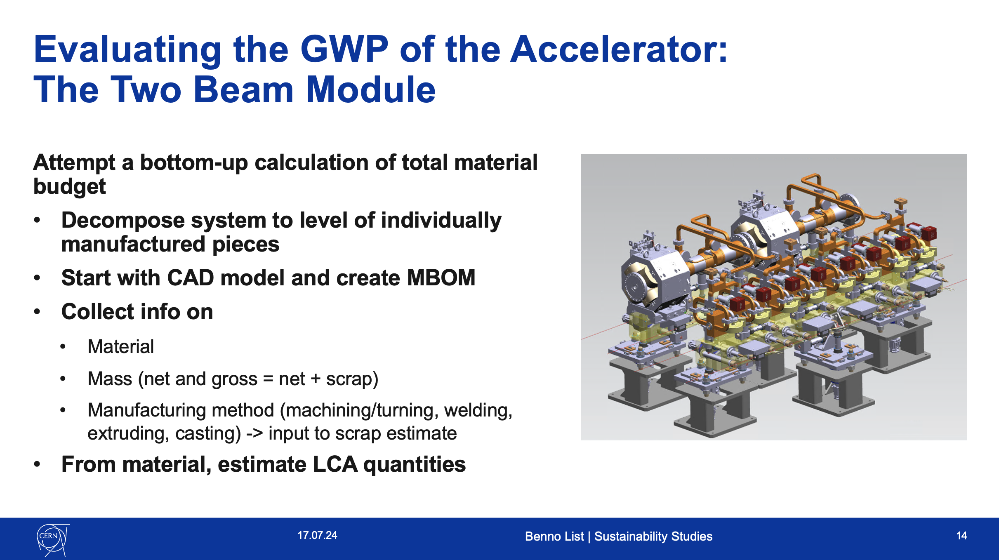 Evaluating the GWP of the Accelerator:
The Two Beam Module
Attempt a bottom-up calculation of total material
budget
• Decompose system to level of individually
manufactured pieces
• Start with CAD model and create MBOM
• Collect info on
• Material
• Mass (net and gross = net + scrap)
• Manufacturing method (machining/turning, welding,
extruding, casting) -> input to scrap estimate
• From material, estimate LCA quantities
CERN
17.07.24
Benno List | Sustainability Studies
14